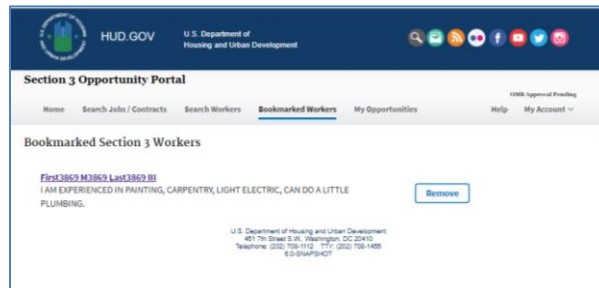 HUD.GOV
U.S. Department of
Housing and Urban Development
Section 3 Opportunity Portal
OMB Approval Pending
Home Search Jobs / Contracts Search Workers Bookmarked Workers My Opportunities Help My Account
Bookmarked Section 3 Workers
First3869 M3869 Last3869 III
I AM EXPERIENCED IN PAINTING, CARPENTRY, LIGHT ELECTRIC, CAN DO A LITTLE
PLUMBING.
Remove
U.S. Department of Housing and Urban Development
451 7th Street S.W., Washington, DC 20410
Telephone: (202) 708-1112 TTY: (202) 708-1455
6.0-SNAPSHOT